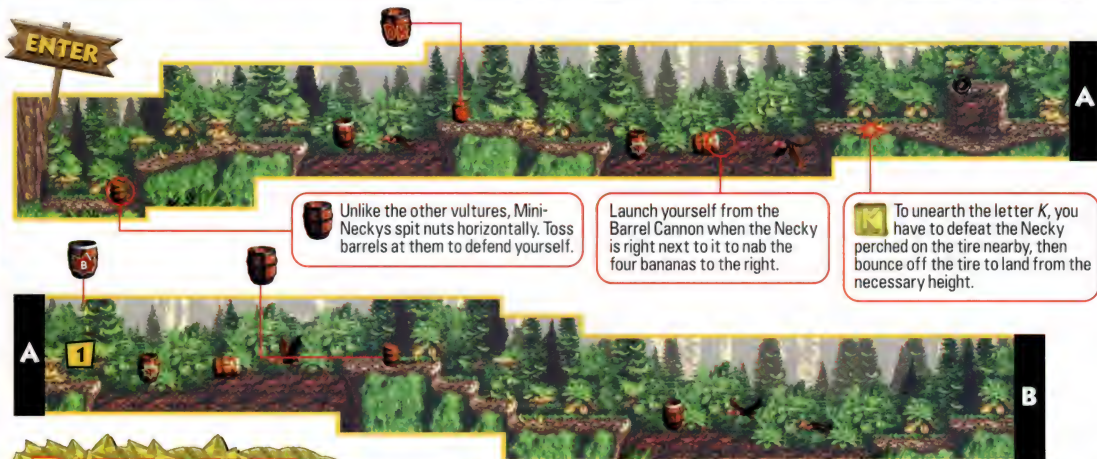 ENTER
DK
A
Unlike the other vultures, Mini-
Neckys spit nuts horizontally. Toss
barrels at them to defend yourself.
Launch yourself from the
Barrel Cannon when the Necky
is right next to it to nab the
four bananas to the right.
K To unearth the letter K, you
have to defeat the Necky
perched on the tire nearby, then
bounce off the tire to land from the
necessary height.
B
A
1
B